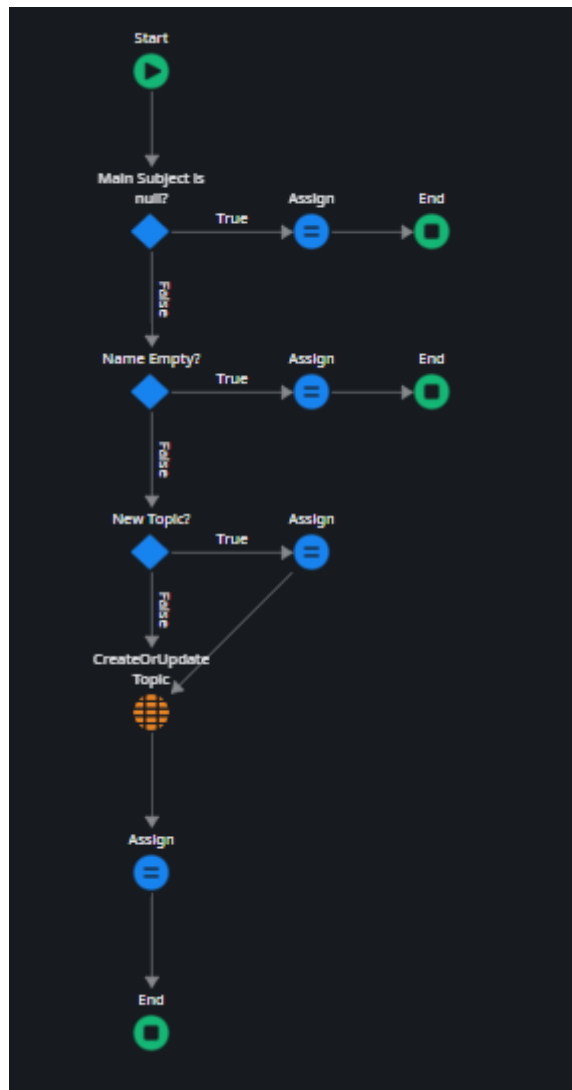 Start
Main Subject is
null?
True
Assign
End
False
Name Empty?
True
Assign
End
False
New Topic?
True
Assign
False
CreateOrUpdate
Topic
Assign
End